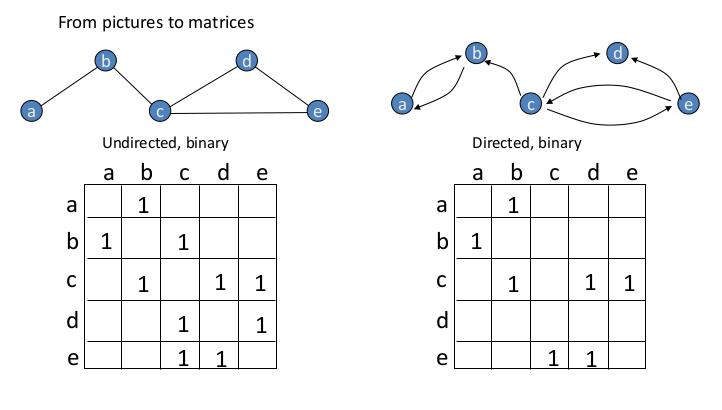 From pictures to matrices
b d
a c e
Undirected, binary
a b c d e
a 1
b 1 1
c 1 1 1
d 1 1
e 1 1
b d
a c e
Directed, binary
a b c d e
a 1
b 1
c 1 1 1
d
e 1 1